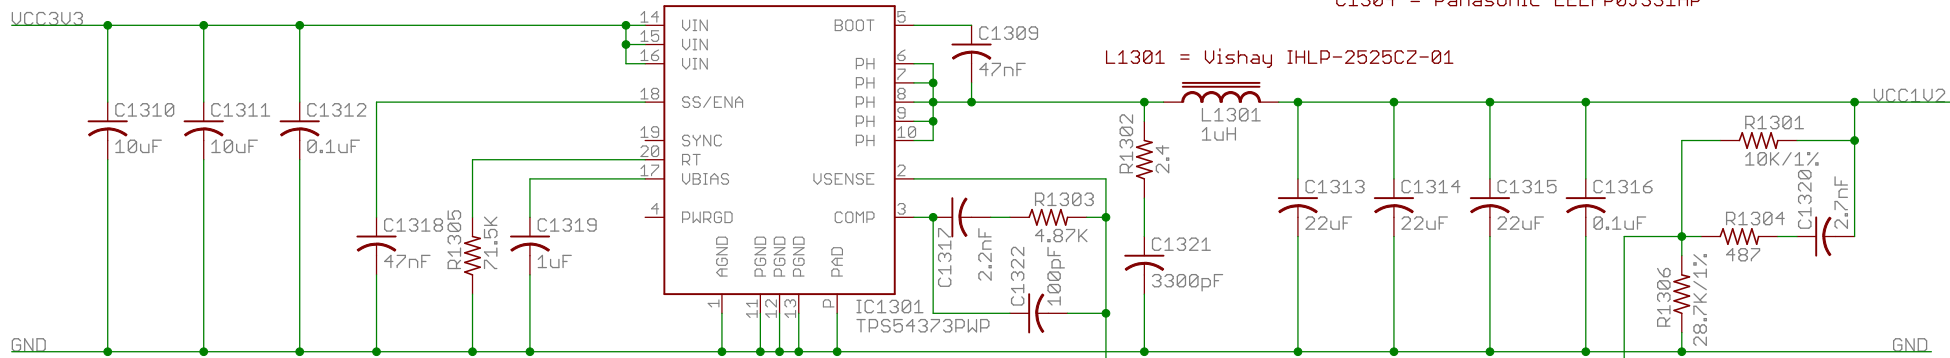 C1304 = Panasonic EEEFP0J331AP
VCC3V3
14
VIN
BOOT
5
15
VIN
16
VIN
C1309
47nF
PH
6
PH
7
18
SS/ENA
PH
8
PH
9
19
SYNC
PH
10
20
RT
17
VBIAS
VSENSE
2
4
PWRGD
COMP
3
L1301 = Vishay IHLP-2525CZ-01
L1301
1uH
VCC1V2
C1310
10uF
C1311
10uF
C1312
0.1uF
C1318
47nF
R1305
71.5K
C1319
1uF
AGND
PGND
PGND
PGND
PAD
1
11
12
13
P
IC1301
TPS54373PWP
C1317
2.2nF
R1303
4.87K
C1322
100pF
R1302
2.4
C1321
3300pF
C1313
22uF
C1314
22uF
C1315
22uF
C1316
0.1uF
R1301
10K/1%
R1304
487
C1320
2.7nF
R1306
28.7K/1%
GND
GND